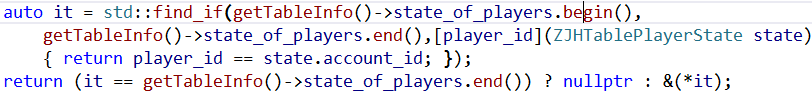 auto it = std::find_if(getTableInfo()->state_of_players.begin(),
getTableInfo()->state_of_players.end(),[player_id](ZJHTablePlayerState state)
{ return player_id == state.account_id; });
return (it == getTableInfo()->state_of_players.end()) ? nullptr : &(*it);